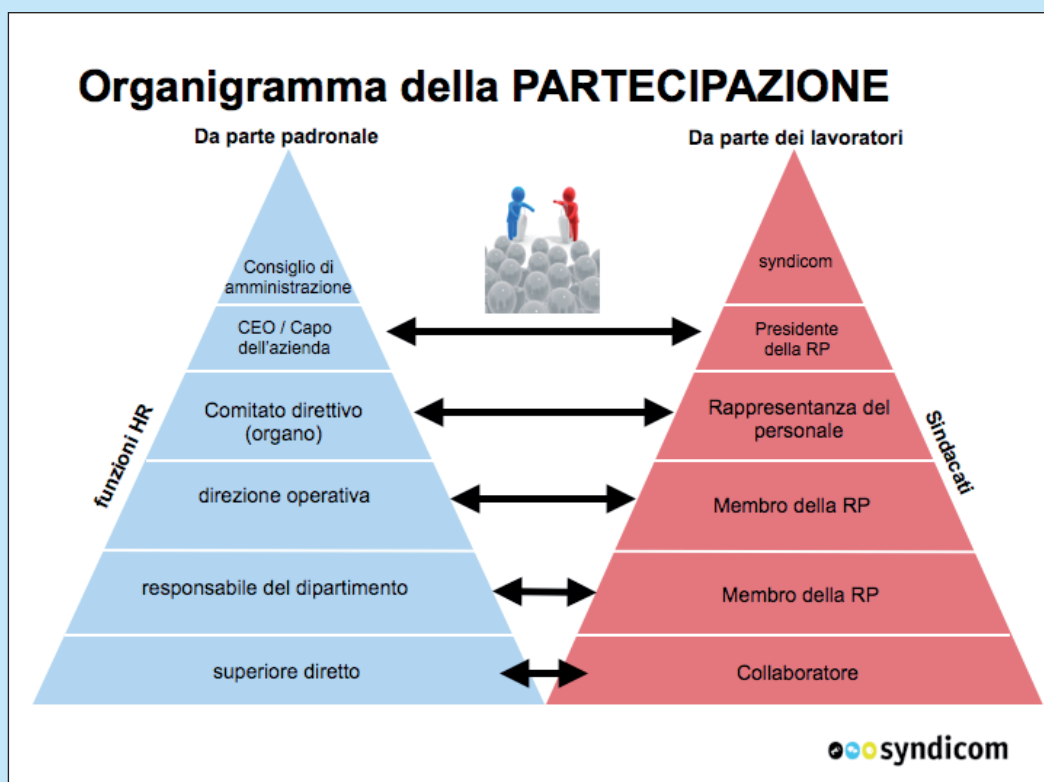 Organigramma della PARTECIPAZIONE
Da parte padronale
Da parte dei lavoratori
Consiglio di
amministrazione
syndicom
CEO / Capo
dell'azienda
Presidente
della RP
Comitato direttivo
(organo)
Rappresentanza del
personale
funzioni HR
Sindacati
direzione operativa
Membro della RP
responsabile del dipartimento
Membro della RP
superiore diretto
Collaboratore
syndicom